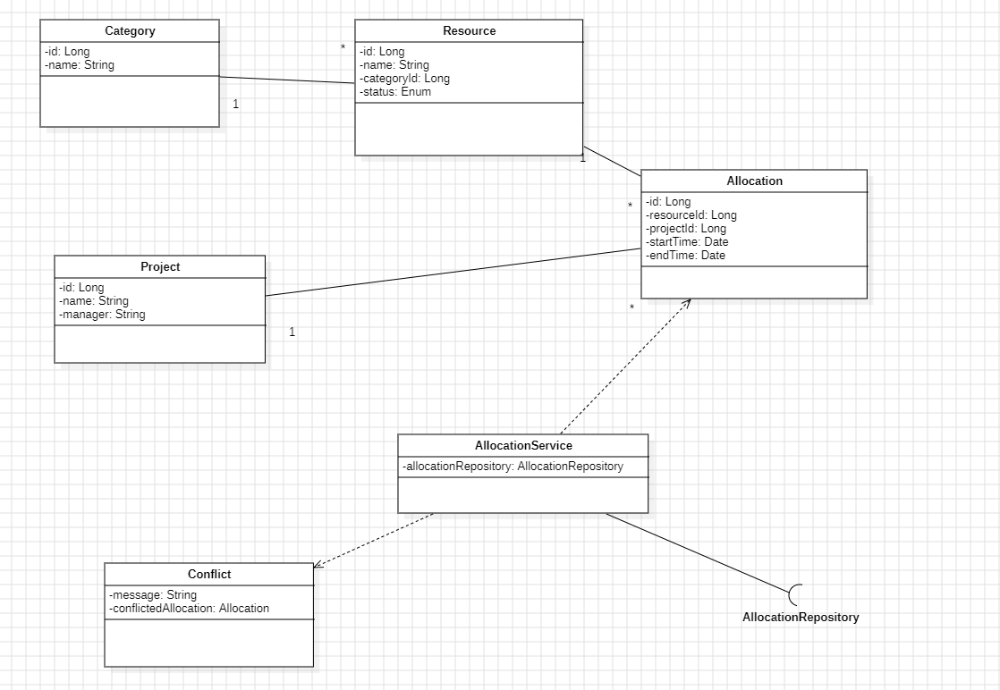 Category
-id: Long
-name: String
1
*
Resource
-id: Long
-name: String
-categoryId: Long
-status: Enum
1
*
Allocation
-id: Long
-resourceId: Long
-projectId: Long
-startTime: Date
-endTime: Date
*
Project
-id: Long
-name: String
-manager: String
1
AllocationService
-allocationRepository: AllocationRepository
Conflict
-message: String
-conflictedAllocation: Allocation
AllocationRepository